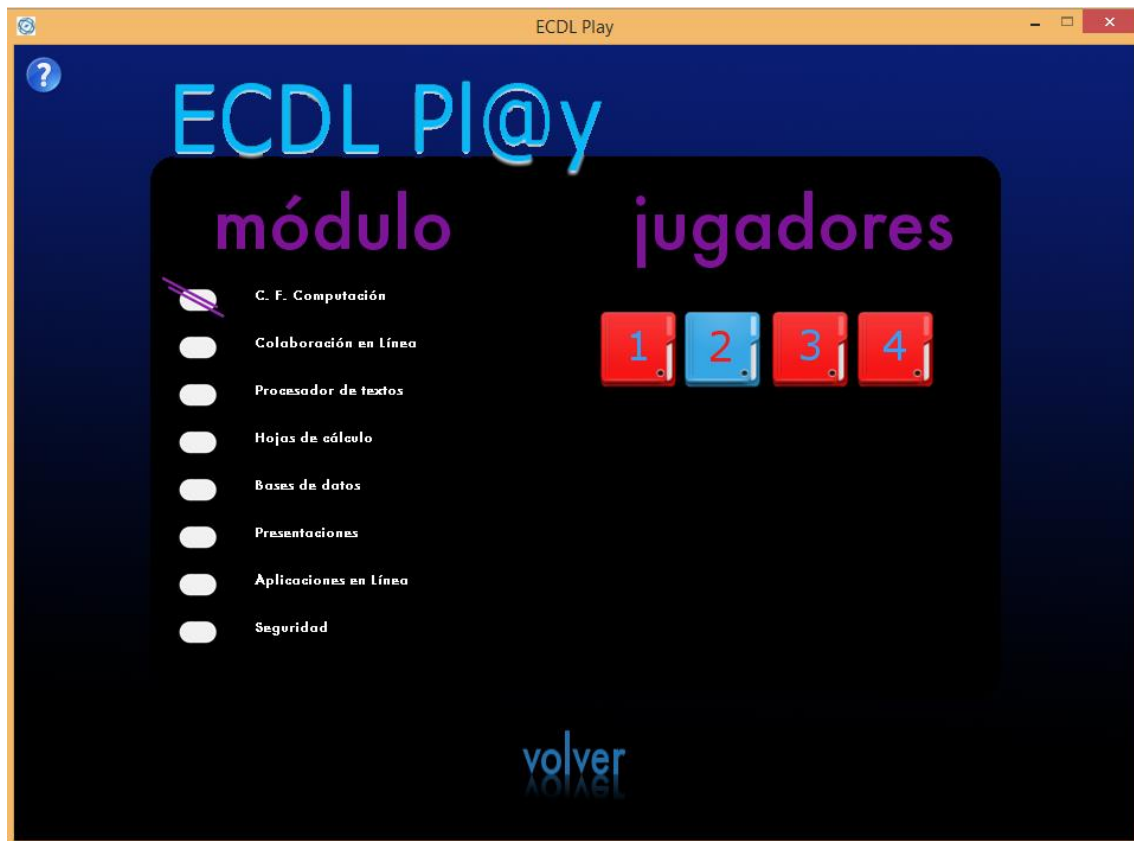 ECDL Play
?
ECDL Pl@y
módulo
C. F. Computación
Colaboración en Línea
Procesador de textos
Hojas de cálculo
Bases de datos
Presentaciones
Aplicaciones en Línea
Seguridad
jugadores
1 2 3 4
volver